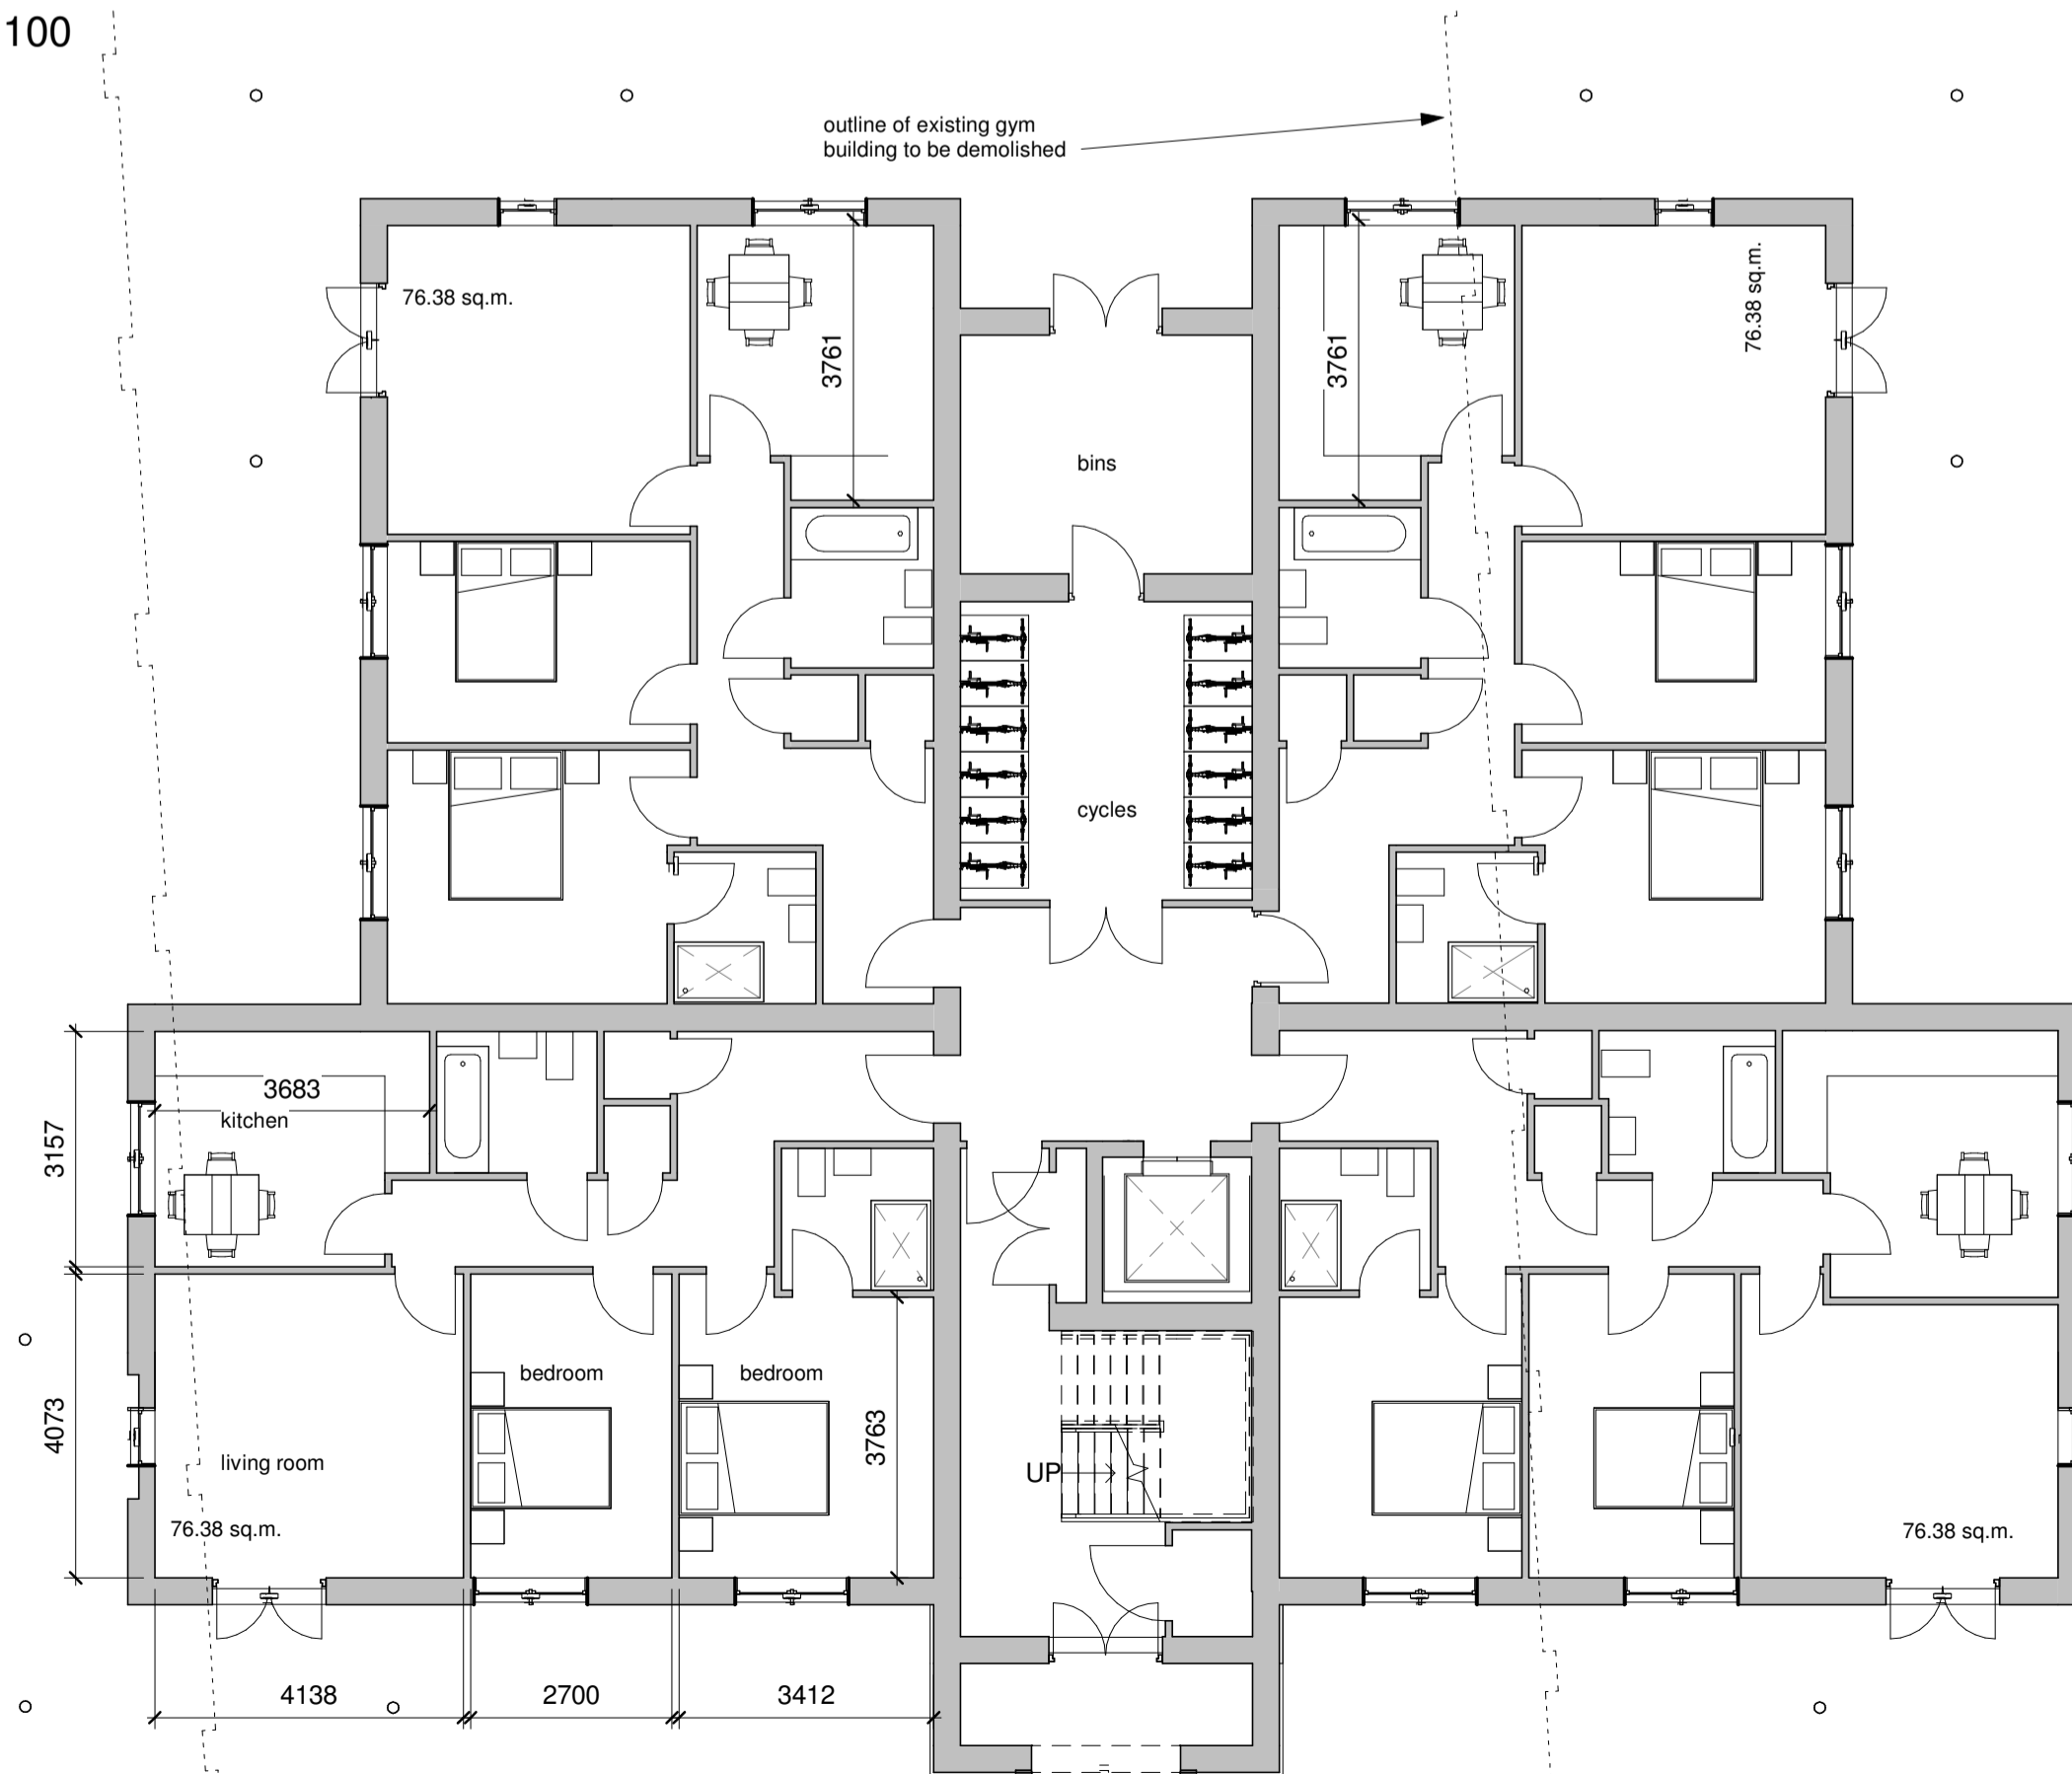 100
outline of existing gym
building to be demolished
76.38 sq.m.
3761
3761
76.38 sq.m.
bins
cycles
3157
3683
kitchen
4073
bedroom
bedroom
3763
living room
UP
76.38 sq.m.
76.38 sq.m.
4138
2700
3412